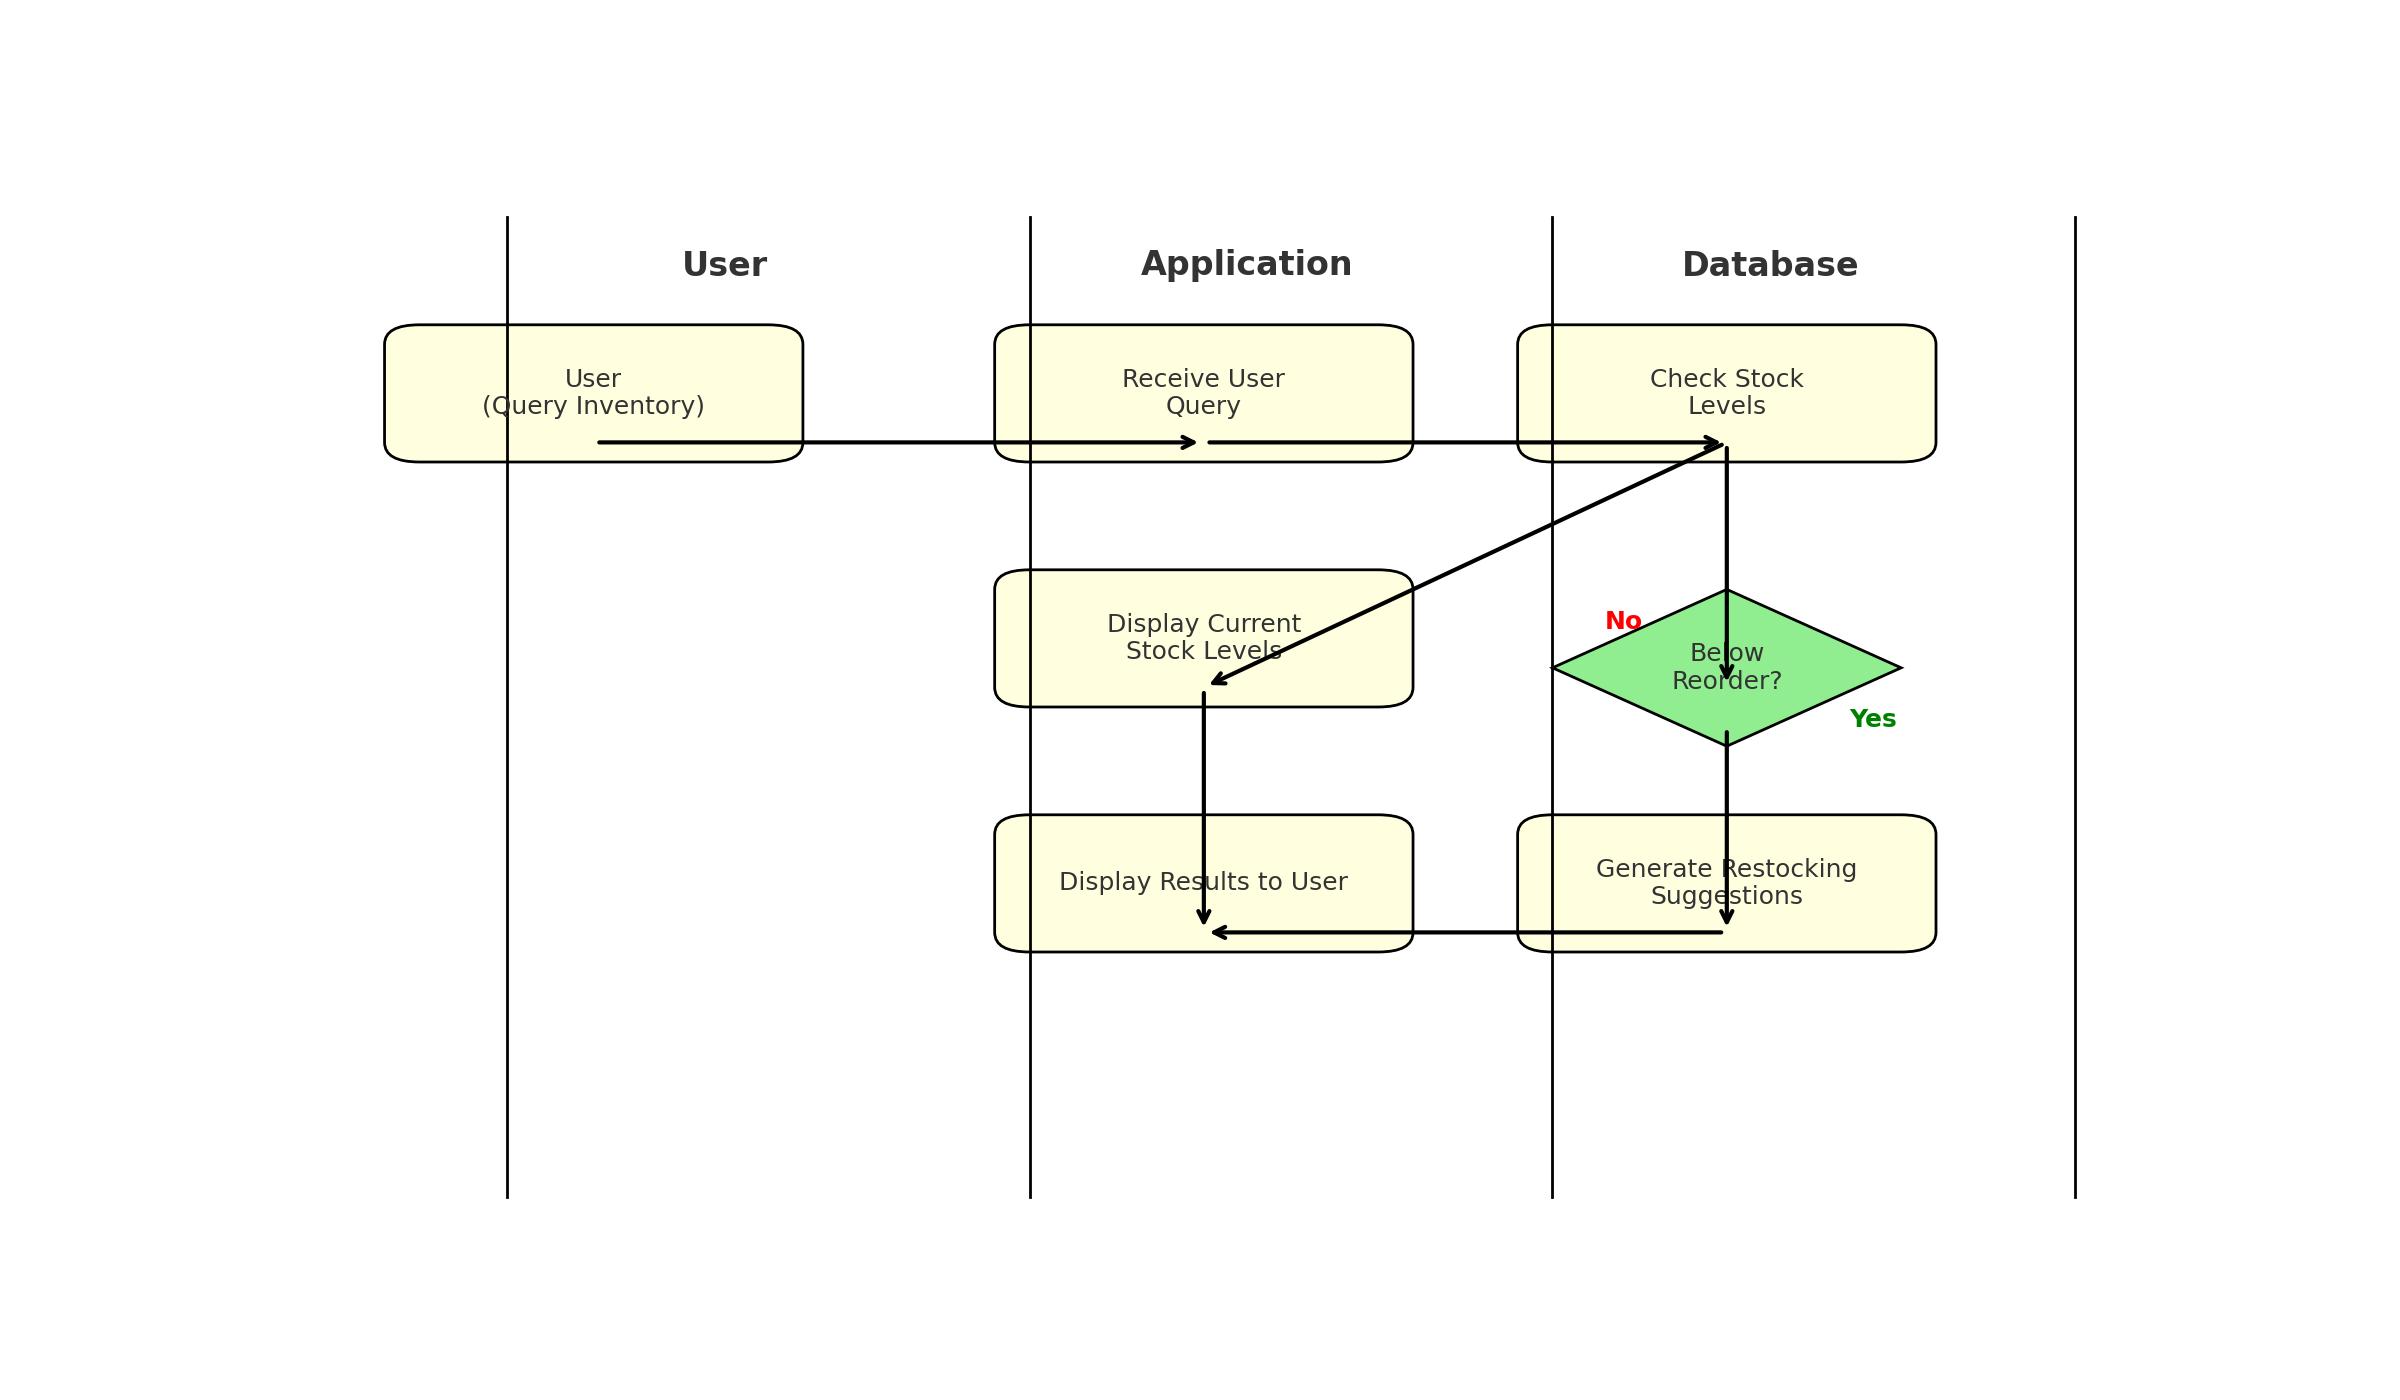 User
Application
Database
User
(Query Inventory)
Receive User
Query
Check Stock
Levels
Display Current
Stock Levels
No
Below
Reorder?
Yes
Display Results to User
Generate Restocking
Suggestions